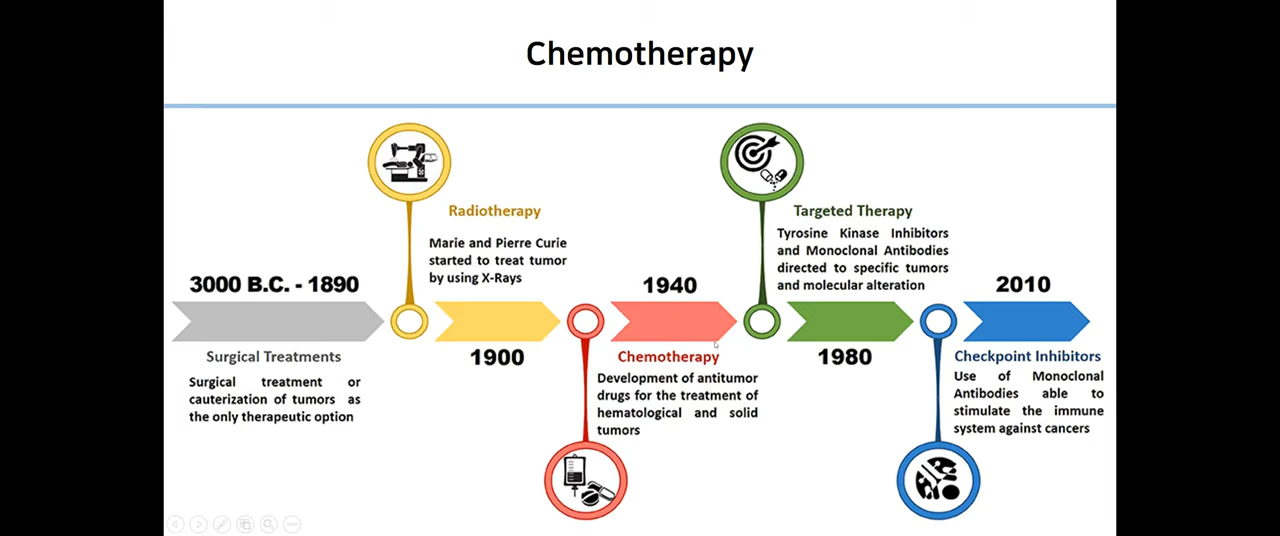 Chemotherapy
3000 B.C. - 1890
Surgical Treatments
Surgical treatment or
cauterization of tumors as
the only therapeutic option
Radiotherapy
Marie and Pierre Curie
started to treat tumor
by using X-Rays
1900
1940
Chemotherapy
Development of antitumor
drugs for the treatment of
hematological and solid
tumors
Targeted Therapy
Tyrosine Kinase Inhibitors
and Monoclonal Antibodies
directed to specific tumors
and molecular alteration
1980
2010
Checkpoint Inhibitors
Use of Monoclonal
Antibodies able to
stimulate the immune
system against cancers